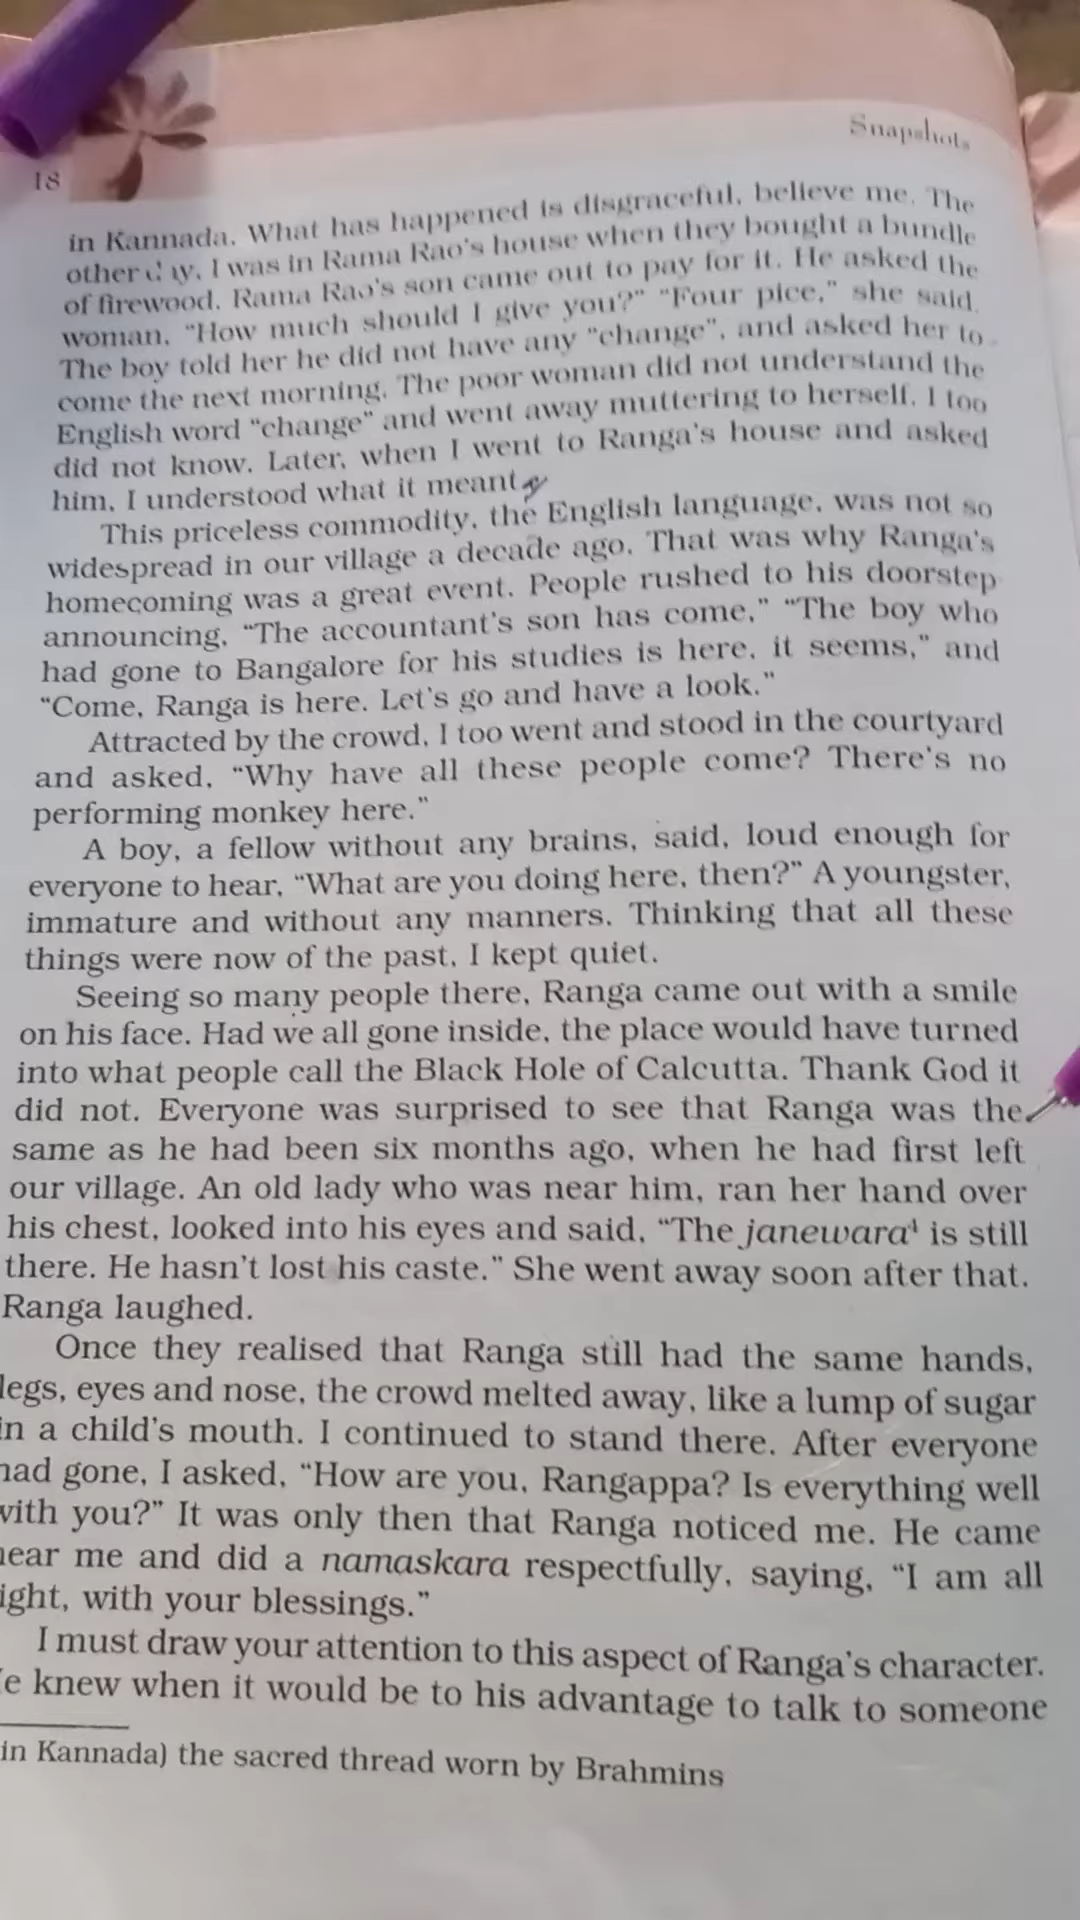 Snapshots
18
in Kannada. What has happened is disgraceful, believe me. The
other day, I was in Rama Rao's house when they bought a bundle
of firewood. Rama Rao's son came out to pay for it. He asked the
woman, “How much should I give you?” “Four pice,” she said.
The boy told her he did not have any “change”, and asked her to
come the next morning. The poor woman did not understand the
English word “change” and went away muttering to herself. I too
did not know. Later, when I went to Ranga's house and asked
him, I understood what it meant.
This priceless commodity, the English language, was not so
widespread in our village a decade ago. That was why Ranga's
homecoming was a great event. People rushed to his doorstep
announcing, “The accountant's son has come,” “The boy who
had gone to Bangalore for his studies is here, it seems,” and
“Come, Ranga is here. Let's go and have a look.”
Attracted by the crowd, I too went and stood in the courtyard
and asked, “Why have all these people come? There's no
performing monkey here.”
A boy, a fellow without any brains, said, loud enough for
everyone to hear, “What are you doing here, then?” A youngster,
immature and without any manners. Thinking that all these
things were now of the past, I kept quiet.
Seeing so many people there, Ranga came out with a smile
on his face. Had we all gone inside, the place would have turned
into what people call the Black Hole of Calcutta. Thank God it
did not. Everyone was surprised to see that Ranga was the
same as he had been six months ago, when he had first left
our village. An old lady who was near him, ran her hand over
his chest, looked into his eyes and said, “The janewara⁴ is still
there. He hasn't lost his caste.” She went away soon after that.
Ranga laughed.
Once they realised that Ranga still had the same hands,
legs, eyes and nose, the crowd melted away, like a lump of sugar
in a child's mouth. I continued to stand there. After everyone
had gone, I asked, “How are you, Rangappa? Is everything well
with you?” It was only then that Ranga noticed me. He came
near me and did a namaskara respectfully, saying, “I am all
ight, with your blessings.”
I must draw your attention to this aspect of Ranga's character.
e knew when it would be to his advantage to talk to someone
in Kannada) the sacred thread worn by Brahmins